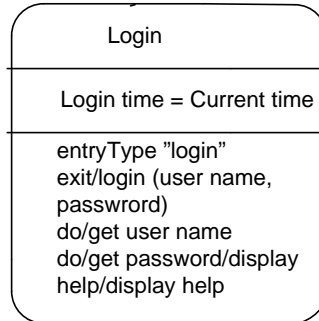 Login
Login time = Current time
entryType ”login”
exit/login (user name,
passwrord)
do/get user name
do/get password/display
help/display help